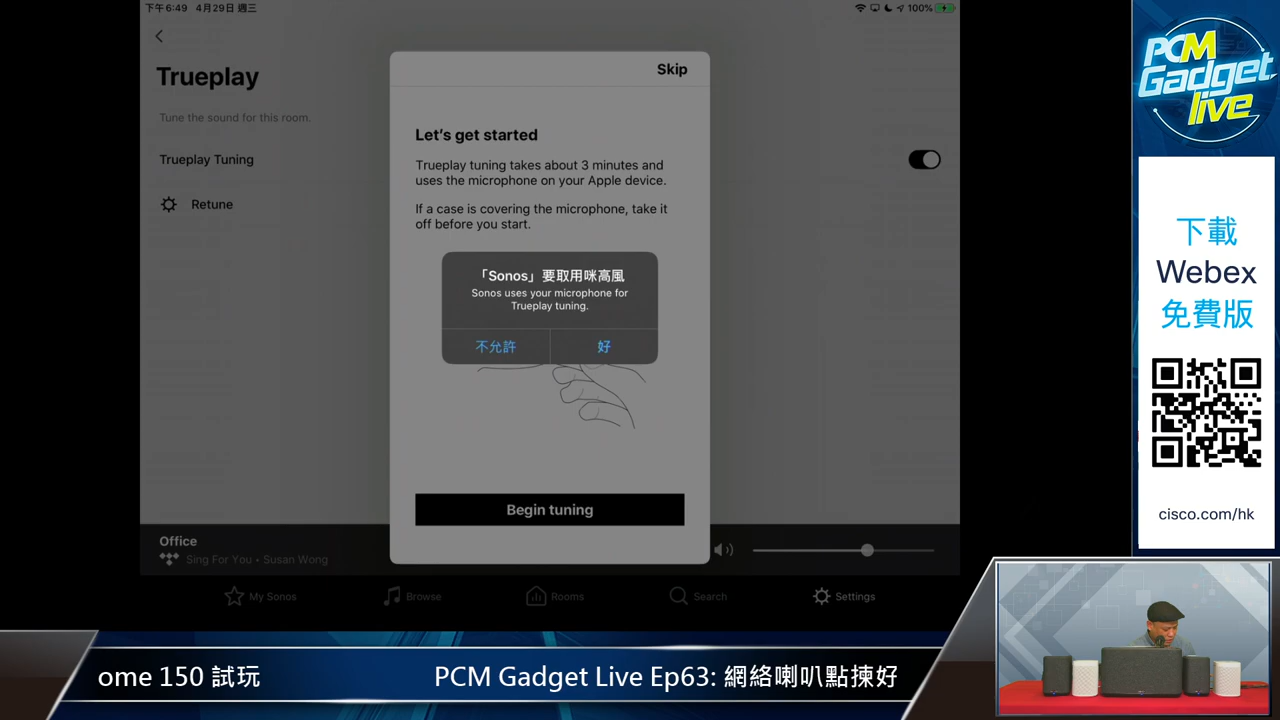 下午6:49 4月29日 週三
100%
Trueplay
Tune the sound for this room.
Trueplay Tuning
Retune
Skip
Let's get started
Trueplay tuning takes about 3 minutes and
uses the microphone on your Apple device.
If a case is covering the microphone, take it
off before you start.
「Sonos」要取用咪高風
Sonos uses your microphone for
Trueplay tuning.
不允許
好
Begin tuning
Office
Sing For You • Susan Wong
My Sonos
Browse
Rooms
Search
Settings
PCM
Gadget
live
下載
Webex
免費版
cisco.com/hk
ome 150 試玩
PCM Gadget Live Ep63: 網絡喇叭點揀好